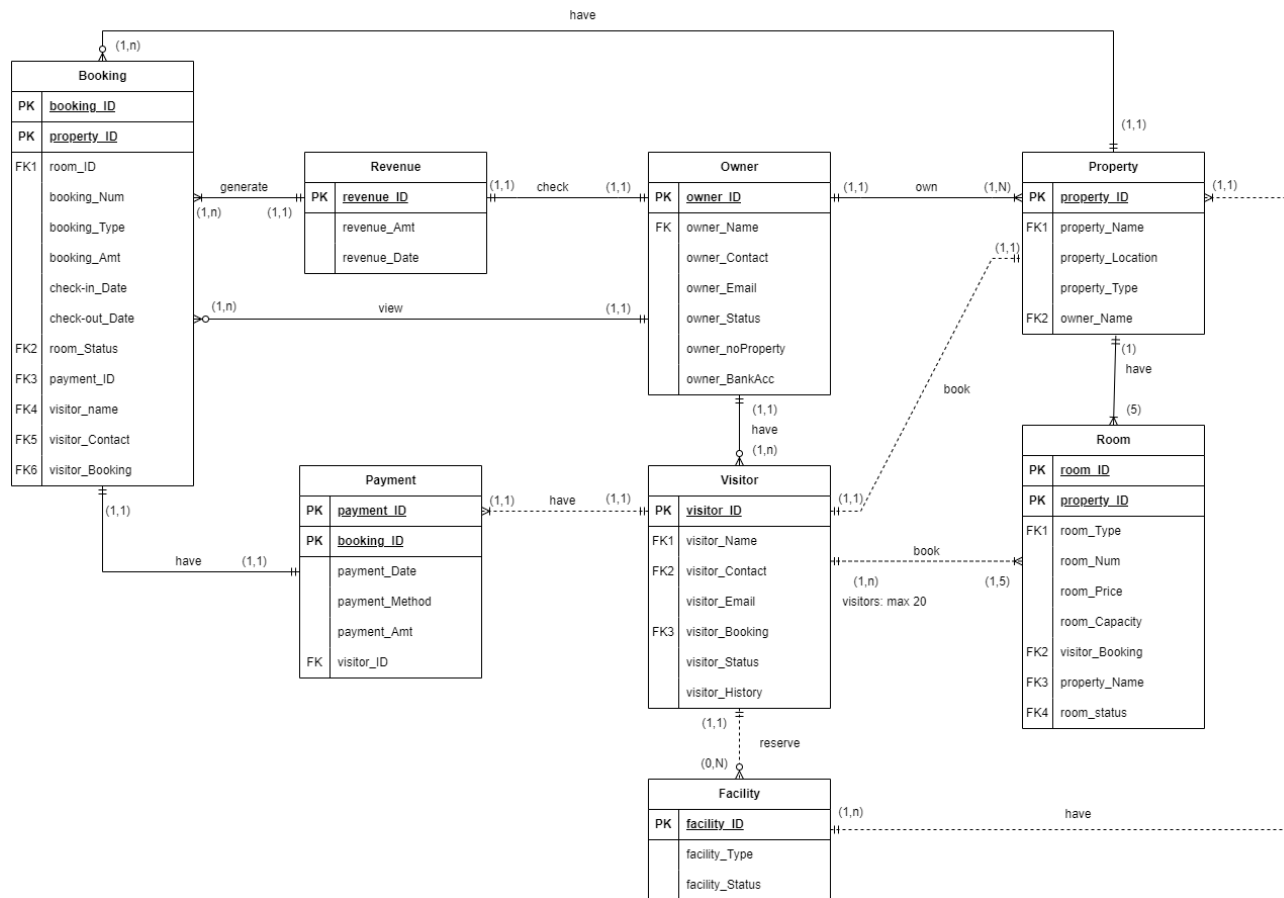 have
(1,n)
(1,1)
Booking
PK booking_ID
PK property_ID
FK1 room_ID
booking_Num
booking_Type
booking_Amt
check-in_Date
check-out_Date
FK2 room_Status
FK3 payment_ID
FK4 visitor_name
FK5 visitor_Contact
FK6 visitor_Booking
generate
(1,n)
(1,1)
Revenue
PK revenue_ID
revenue_Amt
revenue_Date
(1,1)
check
(1,1)
Owner
PK owner_ID
FK owner_Name
owner_Contact
owner_Email
owner_Status
owner_noProperty
owner_BankAcc
(1,1)
own
(1,N)
Property
PK property_ID
FK1 property_Name
property_Location
property_Type
FK2 owner_Name
(1,1)
(1,1)
(1,n)
view
(1,1)
book
(1)
have
(5)
(1,1)
have
(1,n)
Room
PK room_ID
PK property_ID
FK1 room_Type
room_Num
room_Price
room_Capacity
FK2 visitor_Booking
FK3 property_Name
FK4 room_status
Payment
PK payment_ID
PK booking_ID
payment_Date
payment_Method
payment_Amt
FK visitor_ID
(1,1)
have
(1,1)
Visitor
PK visitor_ID
FK1 visitor_Name
FK2 visitor_Contact
visitor_Email
FK3 visitor_Booking
visitor_Status
visitor_History
(1,1)
book
(1,n)
(1,5)
visitors: max 20
(1,1)
have
(1,1)
(1,1)
reserve
(0,N)
Facility
PK facility_ID
facility_Type
facility_Status
(1,n)
have